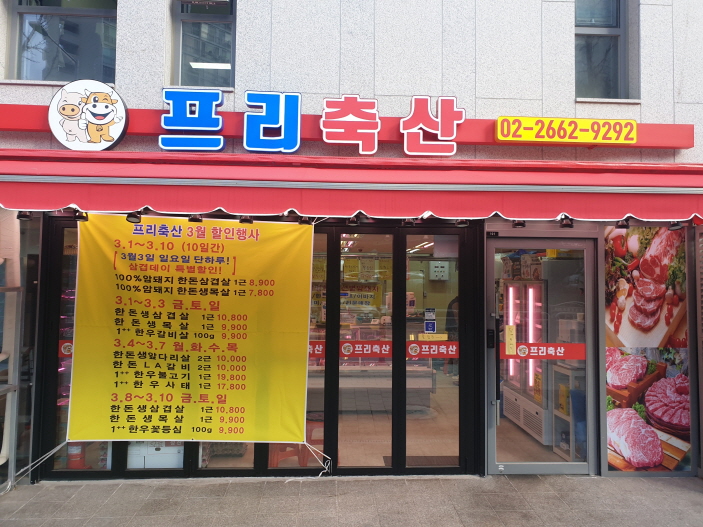 프리축산 02-2662-9292
프리축산 3월 할인행사
3.1~3.10 (10일간)
3월3일 일요일 단하루!
삼겹데이 특별할인!
100%암돼지 한돈삼겹살 1근 8,900
100%암돼지 한돈생목살 1근 7,800
3.1~3.3 금.토.일
한돈생삼겹살 1근 10,800
한돈생목살 1근 9,900
1++한우갈비살 100g 9,900
3.4~3.7 월.화.수.목
한돈생앞다리살 2근 10,000
한돈LA갈비 2근 10,000
1++한우불고기 1근 19,800
1++한우사태 1근 17,800
3.8~3.10 금.토.일
한돈생삼겹살 1근 10,800
한돈생목살 1근 9,900
1++한우꽃등심 100g 9,900
프리축산
프리축산
프리축산
프리축산